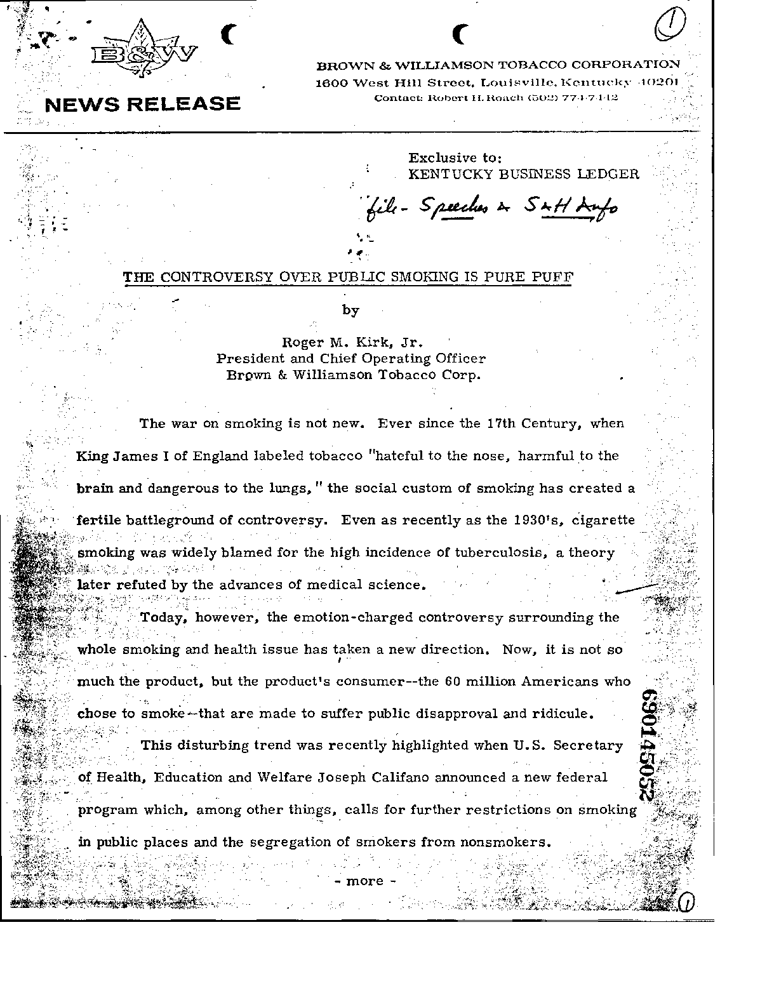 1
B&W
BROWN & WILLIAMSON TOBACCO CORPORATION
1600 West Hill Street, Louisville, Kentucky 40201
Contact: Robert H. Roach (502) 774-7442
NEWS RELEASE
Exclusive to:
KENTUCKY BUSINESS LEDGER
file - Speeches & S&H Info
THE CONTROVERSY OVER PUBLIC SMOKING IS PURE PUFF
by
Roger M. Kirk, Jr.
President and Chief Operating Officer
Brown & Williamson Tobacco Corp.
The war on smoking is not new. Ever since the 17th Century, when
King James I of England labeled tobacco "hateful to the nose, harmful to the
brain and dangerous to the lungs," the social custom of smoking has created a
fertile battleground of controversy. Even as recently as the 1930's, cigarette
smoking was widely blamed for the high incidence of tuberculosis, a theory
later refuted by the advances of medical science.
Today, however, the emotion-charged controversy surrounding the
whole smoking and health issue has taken a new direction. Now, it is not so
much the product, but the product's consumer--the 60 million Americans who
chose to smoke--that are made to suffer public disapproval and ridicule.
This disturbing trend was recently highlighted when U.S. Secretary
of Health, Education and Welfare Joseph Califano announced a new federal
program which, among other things, calls for further restrictions on smoking
in public places and the segregation of smokers from nonsmokers.
- more -
690145052
1